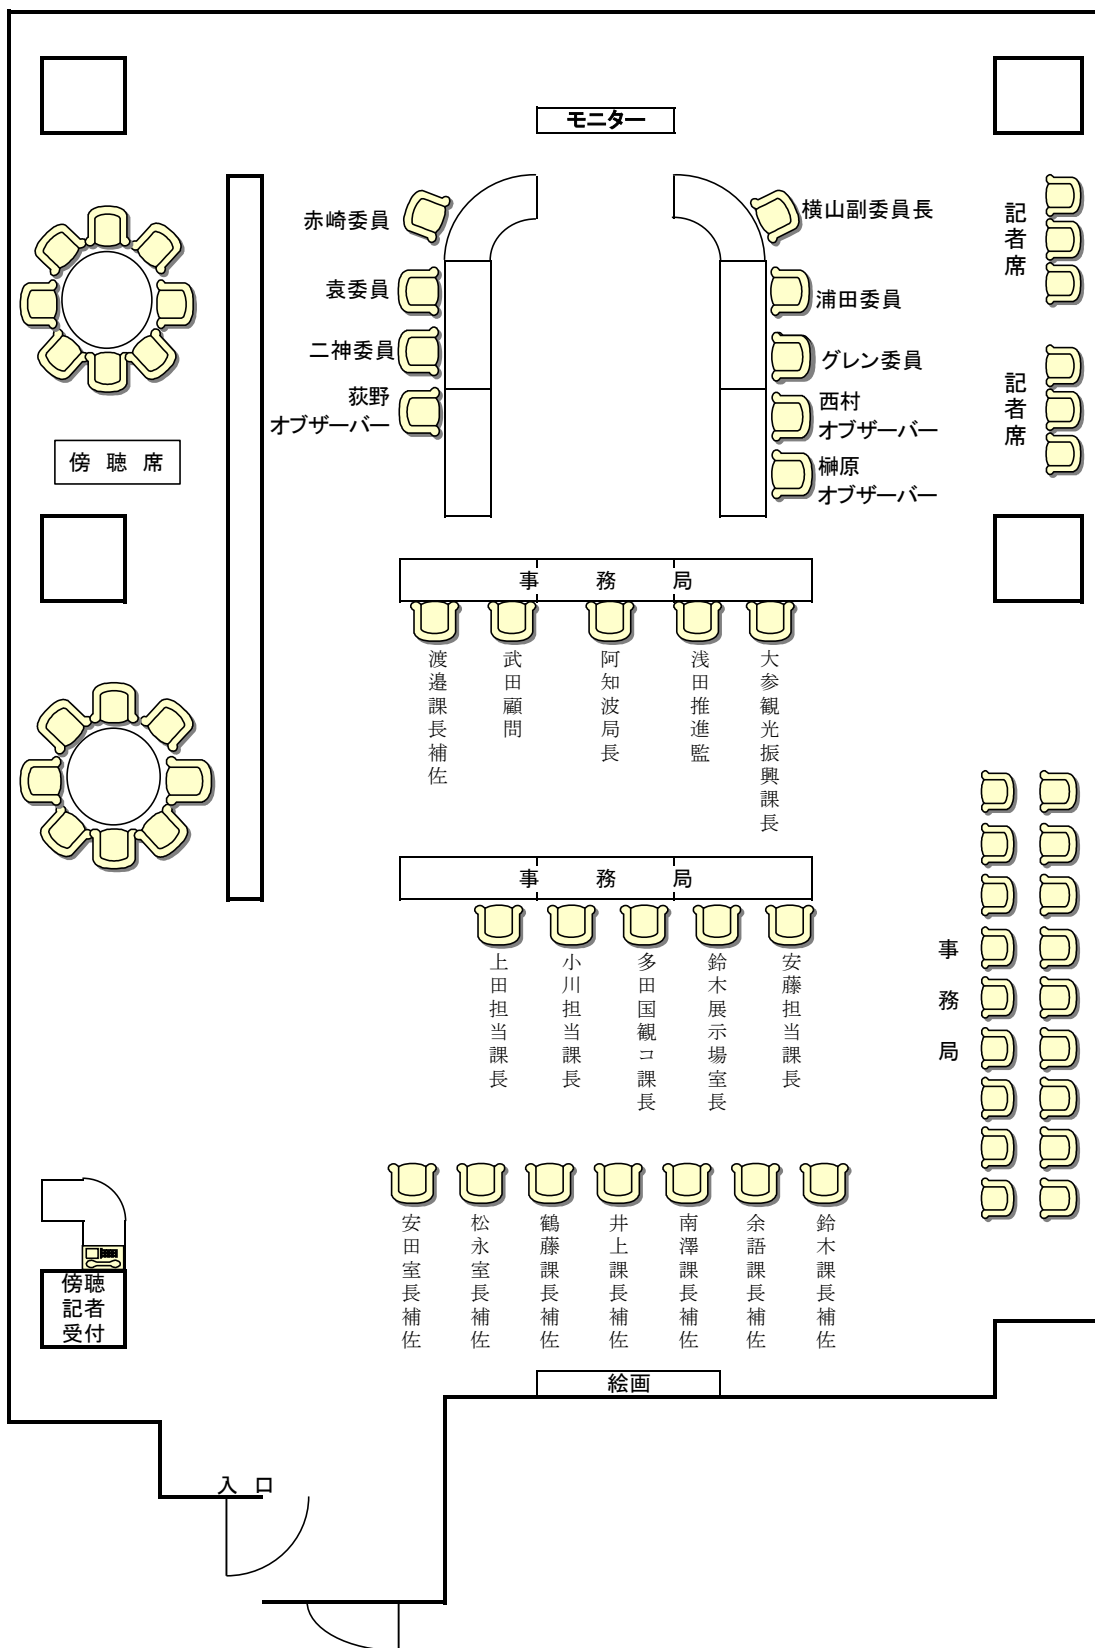 モニター
赤崎委員
横山副委員長
記者席
袁委員
浦田委員
二神委員
グレン委員
荻野
オブザーバー
西村
オブザーバー
記者席
傍 聴 席
榊原
オブザーバー
事 務 局
渡邉課長補佐
武田顧問
阿知波局長
浅田推進監
大参観光振興課長
事 務 局
上田担当課長
小川担当課長
多田国観コ課長
鈴木展示場室長
安藤担当課長
事 務 局
安田室長補佐
松永室長補佐
鶴藤課長補佐
井上課長補佐
南澤課長補佐
余語課長補佐
鈴木課長補佐
傍聴
記者
受付
絵画
入 口